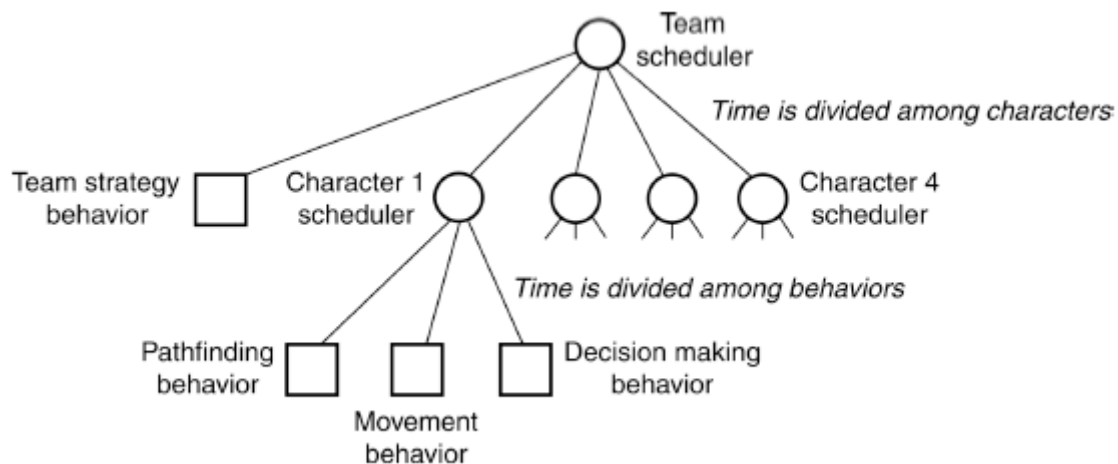 Team
scheduler
Time is divided among characters
Team strategy
behavior
Character 1
scheduler
Character 4
scheduler
Time is divided among behaviors
Pathfinding
behavior
Movement
behavior
Decision making
behavior